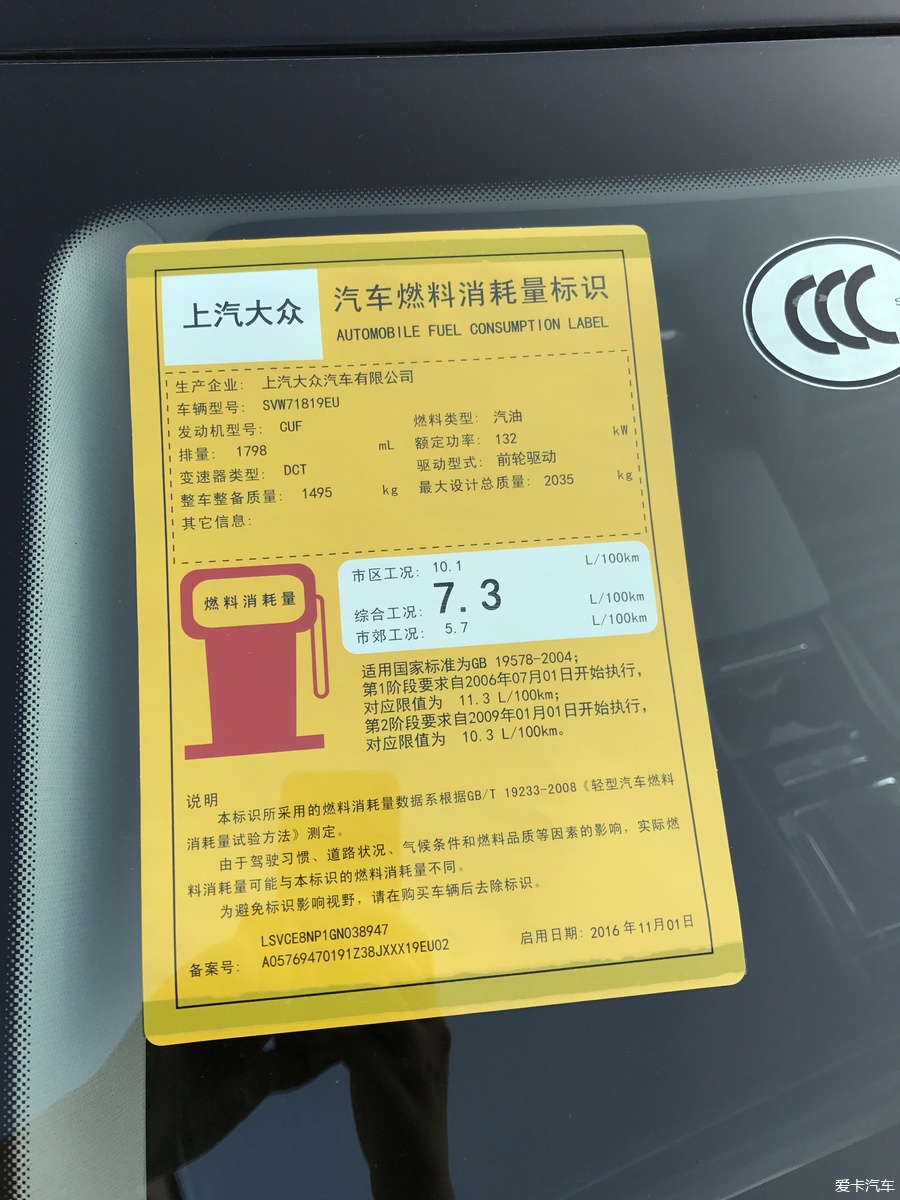 上汽大众
汽车燃料消耗量标识
AUTOMOBILE FUEL CONSUMPTION LABEL
生产企业: 上汽大众汽车有限公司
车辆型号: SVW71819EU
发动机型号: CUF 燃料类型: 汽油
排量: 1798 mL 额定功率: 132 kW
变速器类型: DCT 驱动型式: 前轮驱动
整车整备质量: 1495 kg 最大设计总质量: 2035 kg
其它信息:
燃料消耗量
市区工况: 10.1 L/100km
综合工况: 7.3 L/100km
市郊工况: 5.7 L/100km
适用国家标准为GB 19578-2004;
第1阶段要求自2006年07月01日开始执行,
对应限值为 11.3 L/100km;
第2阶段要求自2009年01月01日开始执行,
对应限值为 10.3 L/100km。
说明
本标识所采用的燃料消耗量数据系根据GB/T 19233-2008《轻型汽车燃料
消耗量试验方法》测定。
由于驾驶习惯、道路状况、气候条件和燃料品质等因素的影响，实际燃
料消耗量可能与本标识的燃料消耗量不同。
为避免标识影响视野，请在购买车辆后去除标识。
LSVCE8NP1GN038947
备案号: A05769470191Z38JXXX19EU02
启用日期: 2016年11月01日
CCC
S
爱卡汽车